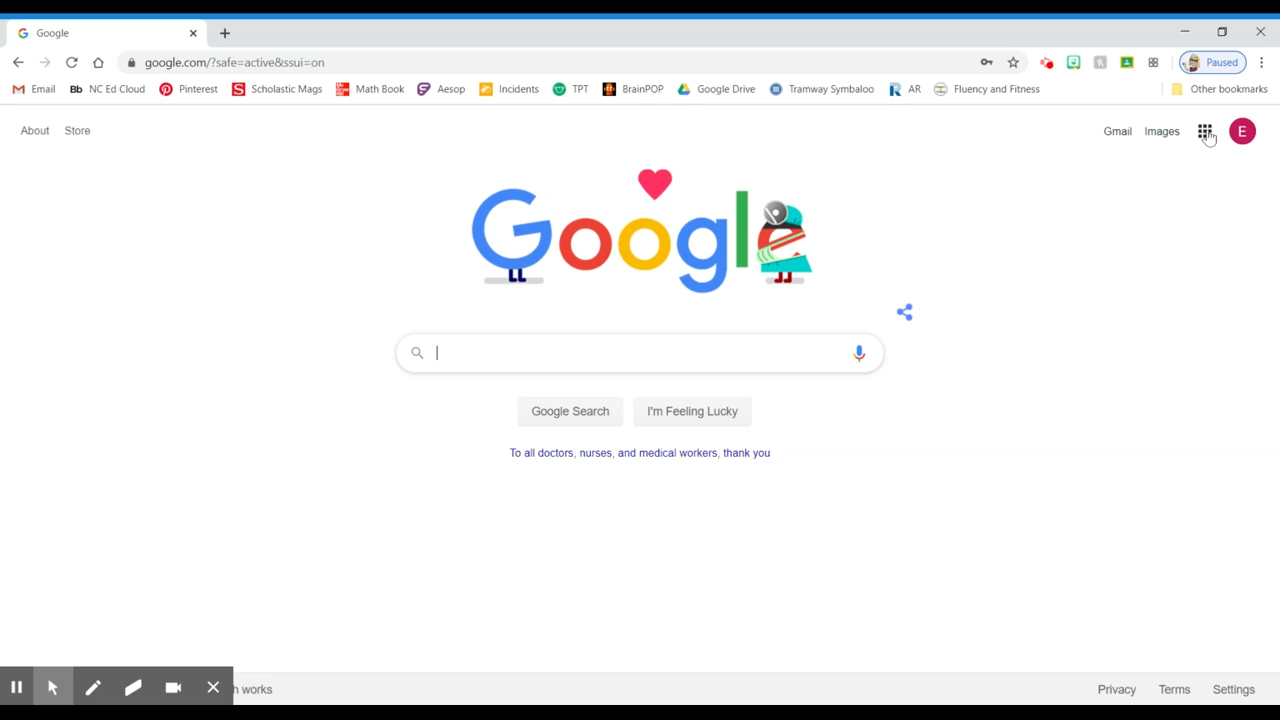 Google
google.com/?safe=active&ssui=on
Paused
Email
Bb NC Ed Cloud
Pinterest
S Scholastic Mags
Math Book
Aesop
Incidents
TPT
BrainPOP
Google Drive
Tramway Symbaloo
AR
Fluency and Fitness
Other bookmarks
About Store
Gmail Images E
Google
Google Search I'm Feeling Lucky
To all doctors, nurses, and medical workers, thank you
h works
Privacy Terms Settings